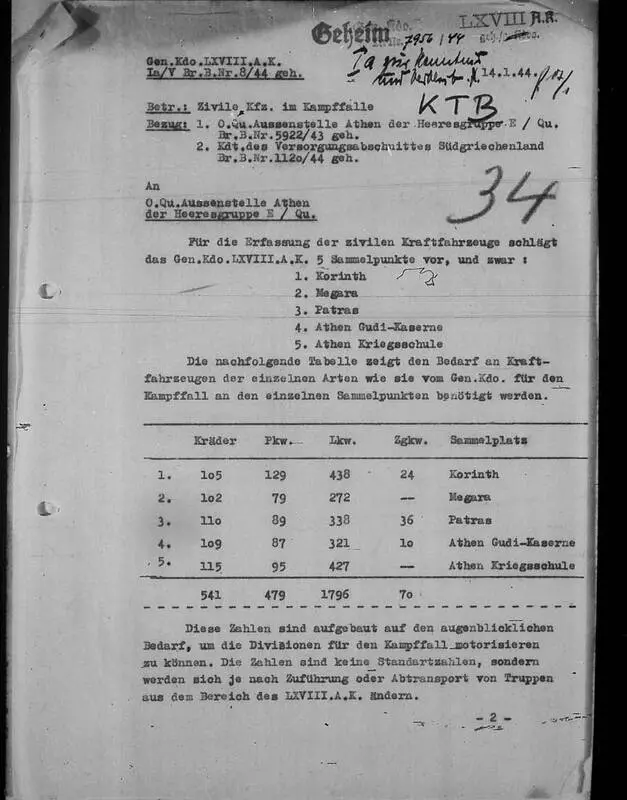 Geheim
LXVIII A.K.
7956/44
Gen.Kdo.LXVIII.A.K.
Ia/V Br.B.Nr.8/44 geh.
Ia zur
und
14.1.44.
KTB
Betr.: Zivile Kfz. im Kampffalle
Bezug: 1. O.Qu.Aussenstelle Athen der Heeresgruppe E / Qu.
Br.B.Nr.5922/43 geh.
2. Kdt.des Versorgungsabschnittes Südgriechenland
Br.B.Nr.112o/44 geh.
34
An
O.Qu.Aussenstelle Athen
der Heeresgruppe E / Qu.
Für die Erfassung der zivilen Kraftfahrzeuge schlägt
das Gen.Kdo.LXVIII.A.K. 5 Sammelpunkte vor, und zwar :
1. Korinth
2. Megara
3. Patras
4. Athen Gudi-Kaserne
5. Athen Kriegsschule
Die nachfolgende Tabelle zeigt den Bedarf an Kraft-
fahrzeugen der einzelnen Arten wie sie vom Gen.Kdo. für den
Kampffall an den einzelnen Sammelpunkten benötigt werden.
Kräder Pkw. Lkw. Zgkw. Sammelplats
1. 1o5 129 438 24 Korinth
2. 1o2 79 272 — Megara
3. 11o 89 338 36 Patras
4. 1o9 87 321 1o Athen Gudi-Kaserne
5. 115 95 427 — Athen Kriegsschule
541 479 1796 7o
Diese Zahlen sind aufgebaut auf den augenblicklichen
Bedarf, um die Divisionen für den Kampffall motorisieren
zu können. Die Zahlen sind keine Standartzahlen, sondern
werden sich je nach Zuführung oder Abtransport von Truppen
aus dem Bereich des LXVIII.A.K. ändern.
- 2 -